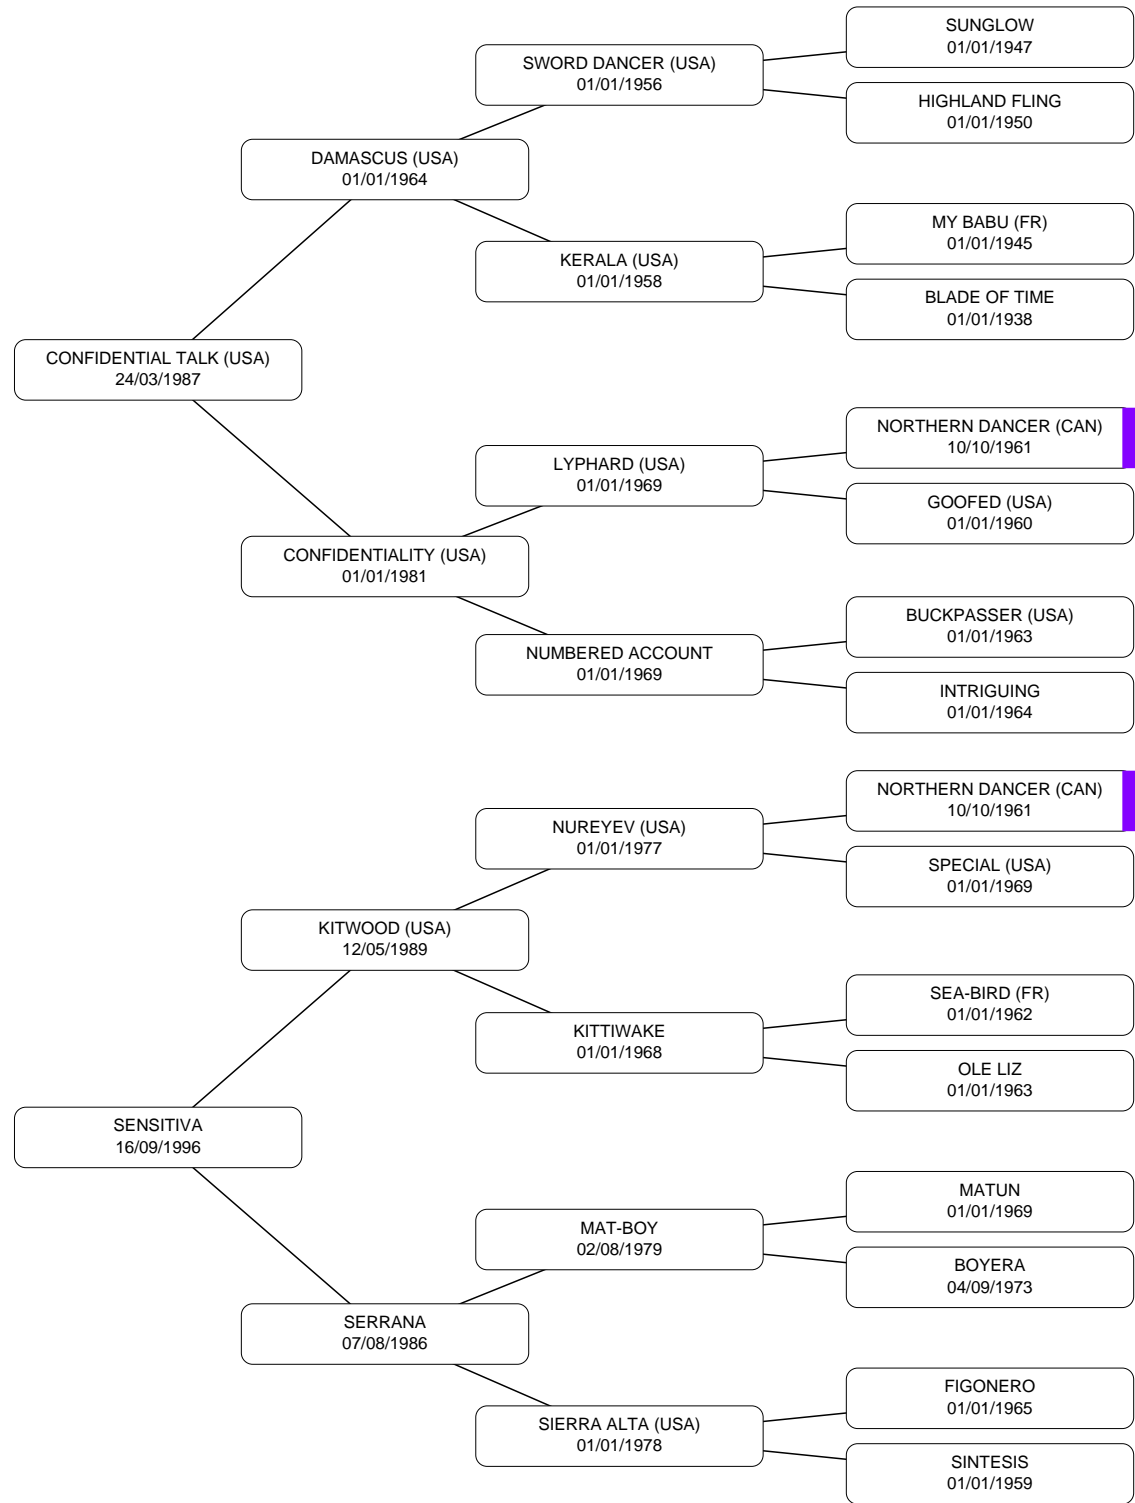 SUNGLOW
01/01/1947
SWORD DANCER (USA)
01/01/1956
HIGHLAND FLING
01/01/1950
DAMASCUS (USA)
01/01/1964
MY BABU (FR)
01/01/1945
KERALA (USA)
01/01/1958
BLADE OF TIME
01/01/1938
CONFIDENTIAL TALK (USA)
24/03/1987
NORTHERN DANCER (CAN)
10/10/1961
LYPHARD (USA)
01/01/1969
GOOFED (USA)
01/01/1960
CONFIDENTIALITY (USA)
01/01/1981
BUCKPASSER (USA)
01/01/1963
NUMBERED ACCOUNT
01/01/1969
INTRIGUING
01/01/1964
NORTHERN DANCER (CAN)
10/10/1961
NUREYEV (USA)
01/01/1977
SPECIAL (USA)
01/01/1969
KITWOOD (USA)
12/05/1989
SEA-BIRD (FR)
01/01/1962
KITTIWAKE
01/01/1968
OLE LIZ
01/01/1963
SENSITIVA
16/09/1996
MATUN
01/01/1969
MAT-BOY
02/08/1979
BOYERA
04/09/1973
SERRANA
07/08/1986
FIGONERO
01/01/1965
SIERRA ALTA (USA)
01/01/1978
SINTESIS
01/01/1959